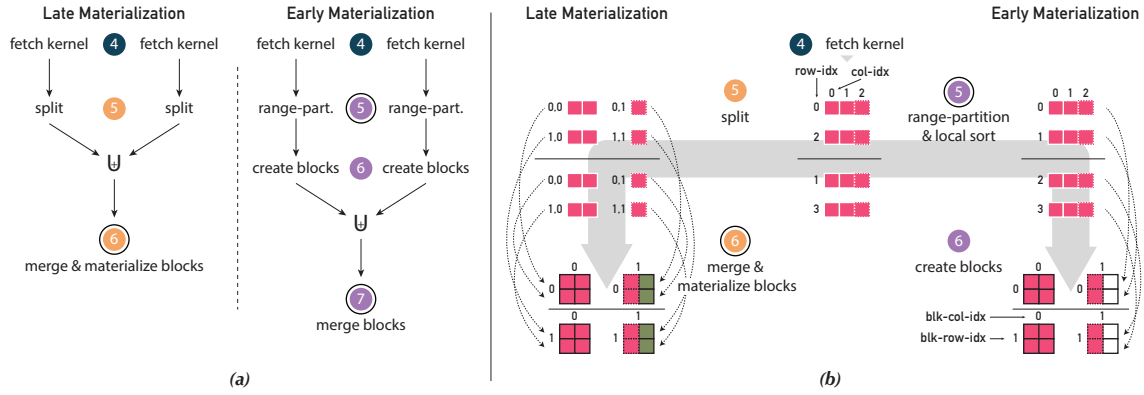 Late Materialization
fetch kernel 4 fetch kernel
split 5 split
⊎
6
merge & materialize blocks
Early Materialization
fetch kernel 4 fetch kernel
range-part. 5 range-part.
create blocks 6 create blocks
⊎
7
merge blocks
(a)
Late Materialization
0,0 0,1
1,0 1,1
0,0 0,1
1,0 1,1
5
split
6
merge &
materialize blocks
0 1
0 0
0 1
1 1
4 fetch kernel
row-idx col-idx
0 1 2
0
2
1
3
Early Materialization
5
range-partition
& local sort
0 1 2
0
1
2
3
6
create blocks
0 1
0 0
blk-col-idx 0 1
blk-row-idx 1 1
(b)